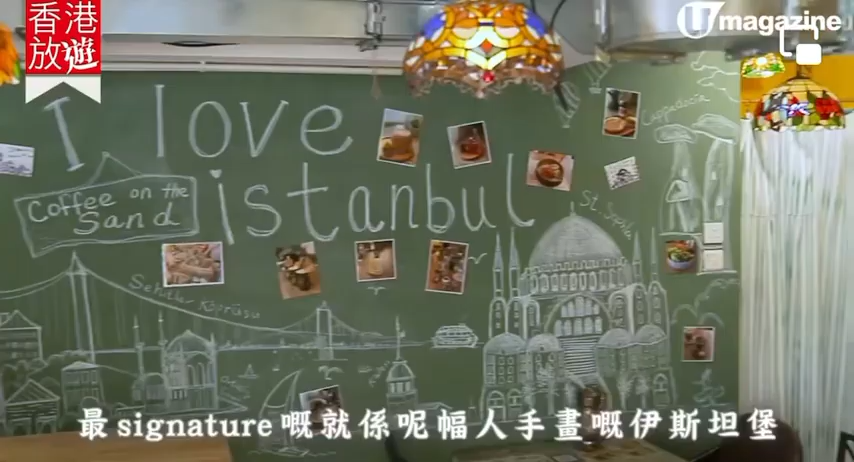 香港
放遊
U magazine
I love
istanbul
Coffee on the
Sand
Cappadocia
St. Sophia
Köprüsü
最signature嘅就係呢幅人手畫嘅伊斯坦堡